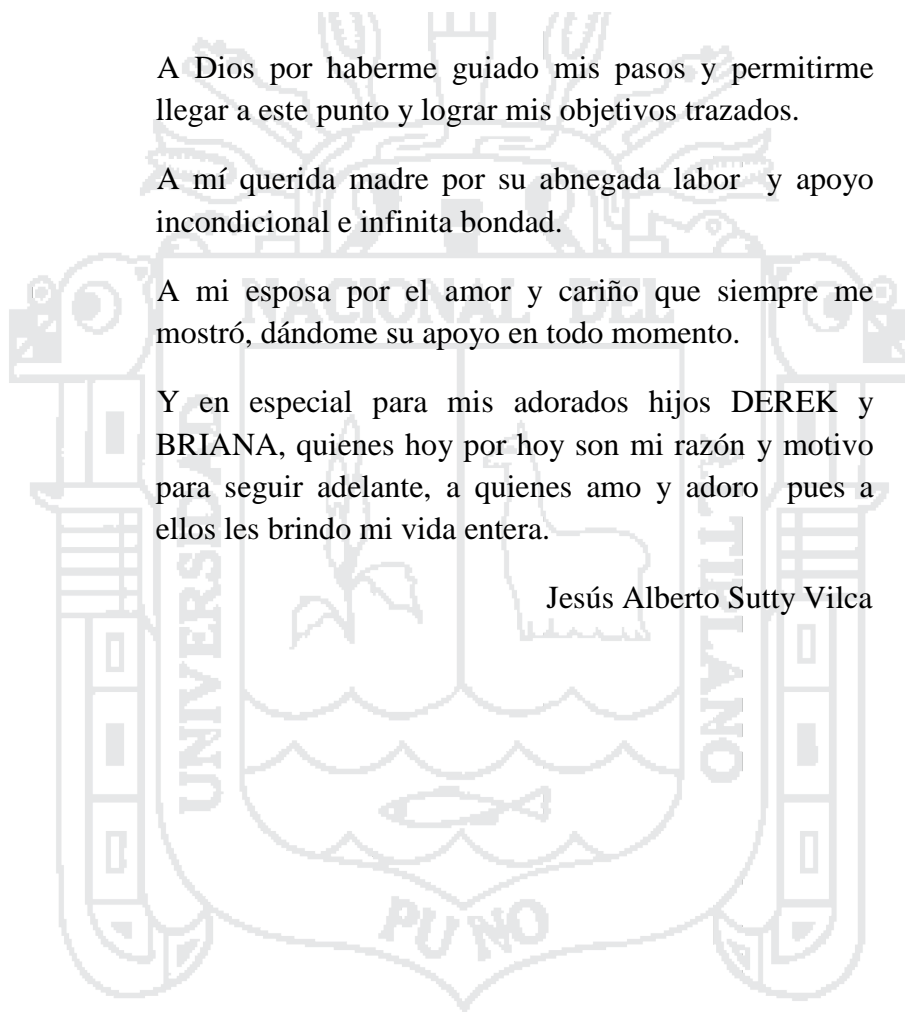 A Dios por haberme guiado mis pasos y permitirme
llegar a este punto y lograr mis objetivos trazados.
A mí querida madre por su abnegada labor y apoyo
incondicional e infinita bondad.
A mi esposa por el amor y cariño que siempre me
mostró, dándome su apoyo en todo momento.
Y en especial para mis adorados hijos DEREK y
BRIANA, quienes hoy por hoy son mi razón y motivo
para seguir adelante, a quienes amo y adoro pues a
ellos les brindo mi vida entera.
Jesús Alberto Sutty Vilca
UNIVERSIDAD
NACIONAL DEL
ALTIPLANO
PUNO